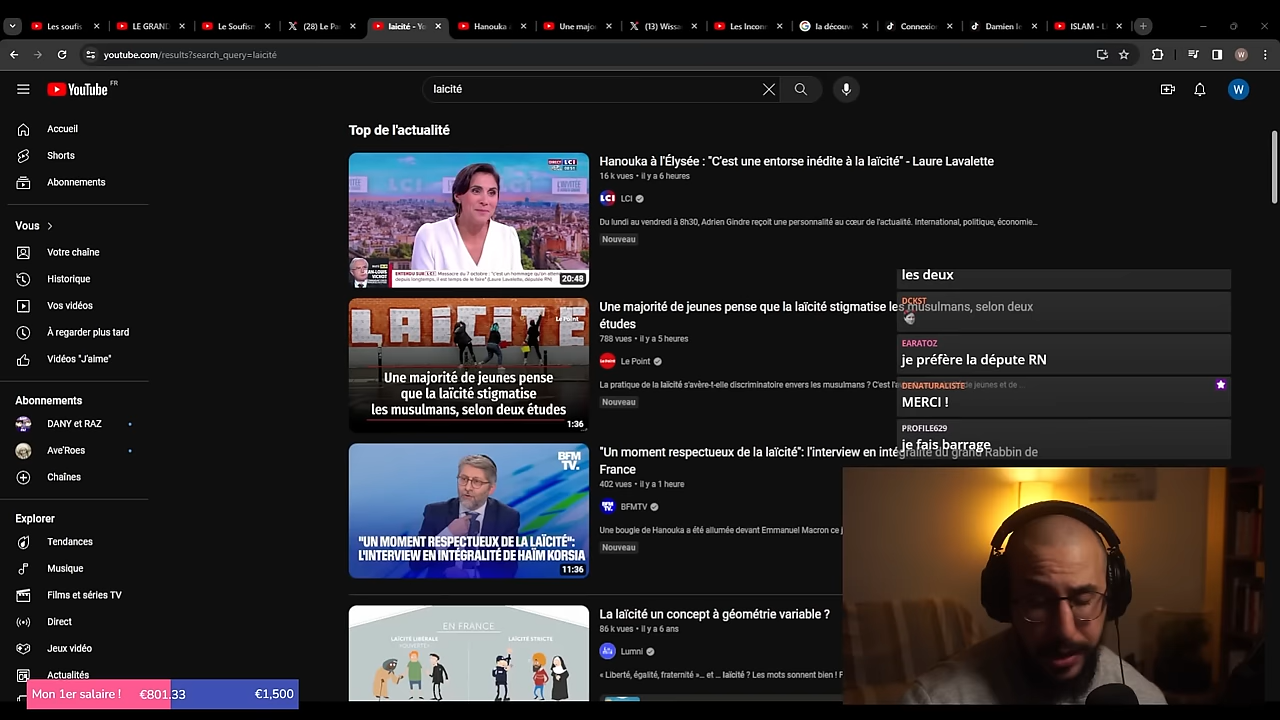 Les soufis
LE GRAND
Le Soufism
(28) Le Par
laïcité - Yo
Hanouka à
Une majo
(13) Wissa
Les Incon
la découv
Connexio
Damien
ISLAM - L
youtube.com/results?search_query=laicité
YouTube FR
laicité
W
Accueil
Shorts
Abonnements
Vous
Votre chaîne
Historique
Vos vidéos
À regarder plus tard
Vidéos "J'aime"
Abonnements
DANY et RAZ
Ave'Roes
Chaînes
Explorer
Tendances
Musique
Films et séries TV
Direct
Jeux vidéo
Actualités
Mon 1er salaire ! €801.33 €1,500
Top de l'actualité
Hanouka à l'Élysée : "C'est une entorse inédite à la laïcité" - Laure Lavalette
16 k vues • il y a 6 heures
LCI
Du lundi au vendredi à 8h30, Adrien Gindre reçoit une personnalité au cœur de l'actualité. International, politique, économie...
Nouveau
20:48
Une majorité de jeunes pense que la laïcité stigmatise les musulmans, selon deux
études
788 vues • il y a 5 heures
Le Point
La pratique de la laïcité s'avère-t-elle discriminatoire envers les musulmans ? C'est
Nouveau
LAÏCITÉ
Le Point
Une majorité de jeunes pense
que la laïcité stigmatise
les musulmans, selon deux études
1:36
"Un moment respectueux de la laïcité": l'interview en intégralité du grand Rabbin de
France
402 vues • il y a 1 heure
BFMTV
Une bougie de Hanouka a été allumée devant Emmanuel Macron ce
Nouveau
BFM
TV.
"UN MOMENT RESPECTUEUX DE LA LAÏCITÉ":
L'INTERVIEW EN INTÉGRALITÉ DE HAÏM KORSIA
11:36
La laïcité un concept à géométrie variable ?
86 k vues • il y a 6 ans
Lumni
« Liberté, égalité, fraternité »... et ... laïcité ? Les mots sonnent bien !
EN FRANCE
LAÏCITÉ LIBÉRALE
LAÏCITÉ STRICTE
«OUVERTE»
les deux
DCKST
EARATOZ
je préfère la députe RN
DENATURALISTE
MERCI !
PROFILE629
je fais barrage